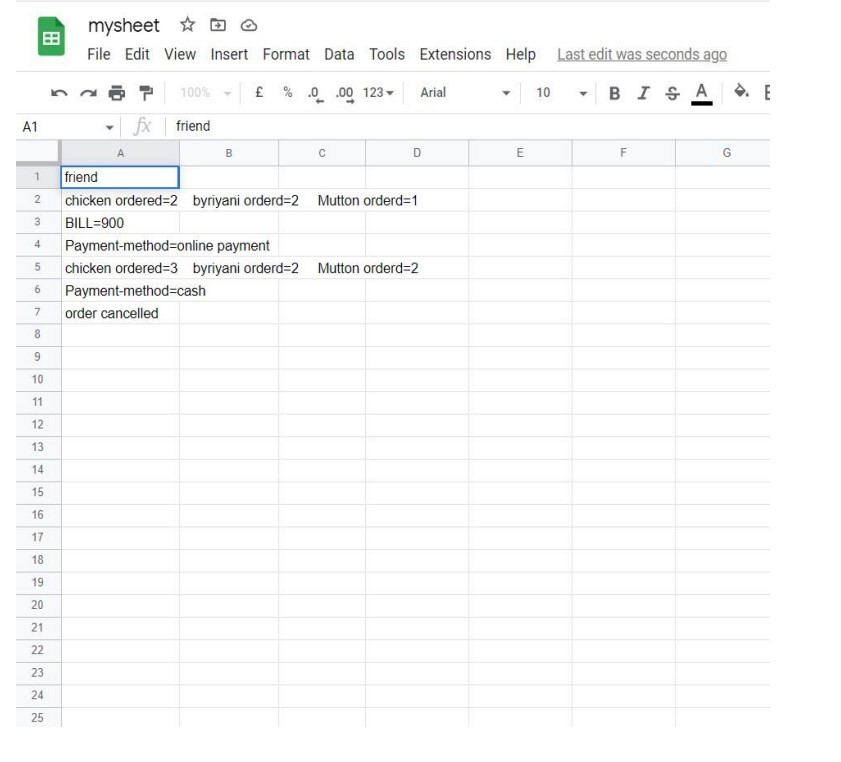 mysheet
File Edit View Insert Format Data Tools Extensions Help Last edit was seconds ago
100% £ % .0 .00 123 Arial 10 B I S A
A1 fx friend
A B C D E F G
1 friend
2 chicken ordered=2 byriyani orderd=2 Mutton orderd=1
3 BILL=900
4 Payment-method=online payment
5 chicken ordered=3 byriyani orderd=2 Mutton orderd=2
6 Payment-method=cash
7 order cancelled
8
9
10
11
12
13
14
15
16
17
18
19
20
21
22
23
24
25